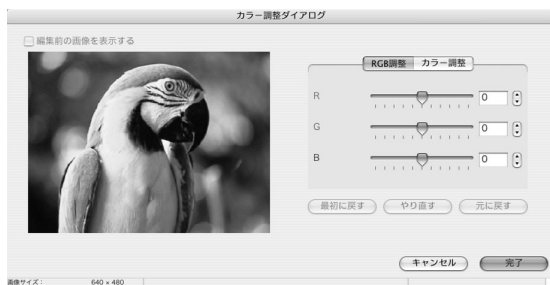 カラー調整ダイアログ
編集前の画像を表示する
RGB調整 カラー調整
R 0
G 0
B 0
最初に戻す やり直す 元に戻す
キャンセル 完了
画像サイズ： 640 × 480